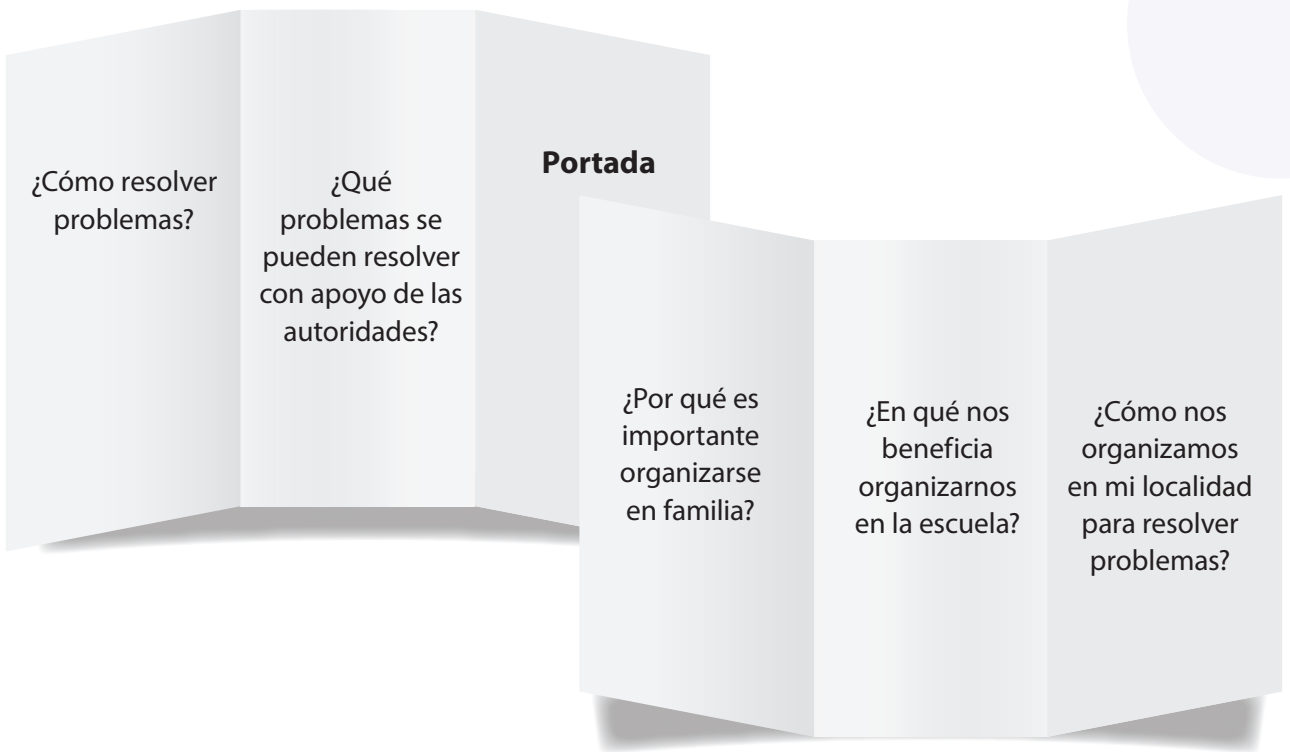 ¿Cómo resolver
problemas?
¿Qué
problemas se
pueden resolver
con apoyo de las
autoridades?
Portada
¿Por qué es
importante
organizarse
en familia?
¿En qué nos
beneficia
organizarnos
en la escuela?
¿Cómo nos
organizamos
en mi localidad
para resolver
problemas?